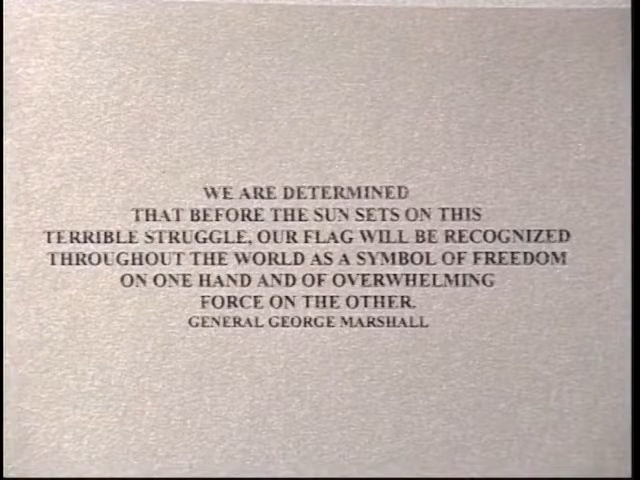 WE ARE DETERMINED
THAT BEFORE THE SUN SETS ON THIS
TERRIBLE STRUGGLE, OUR FLAG WILL BE RECOGNIZED
THROUGHOUT THE WORLD AS A SYMBOL OF FREEDOM
ON ONE HAND AND OF OVERWHELMING
FORCE ON THE OTHER.
GENERAL GEORGE MARSHALL